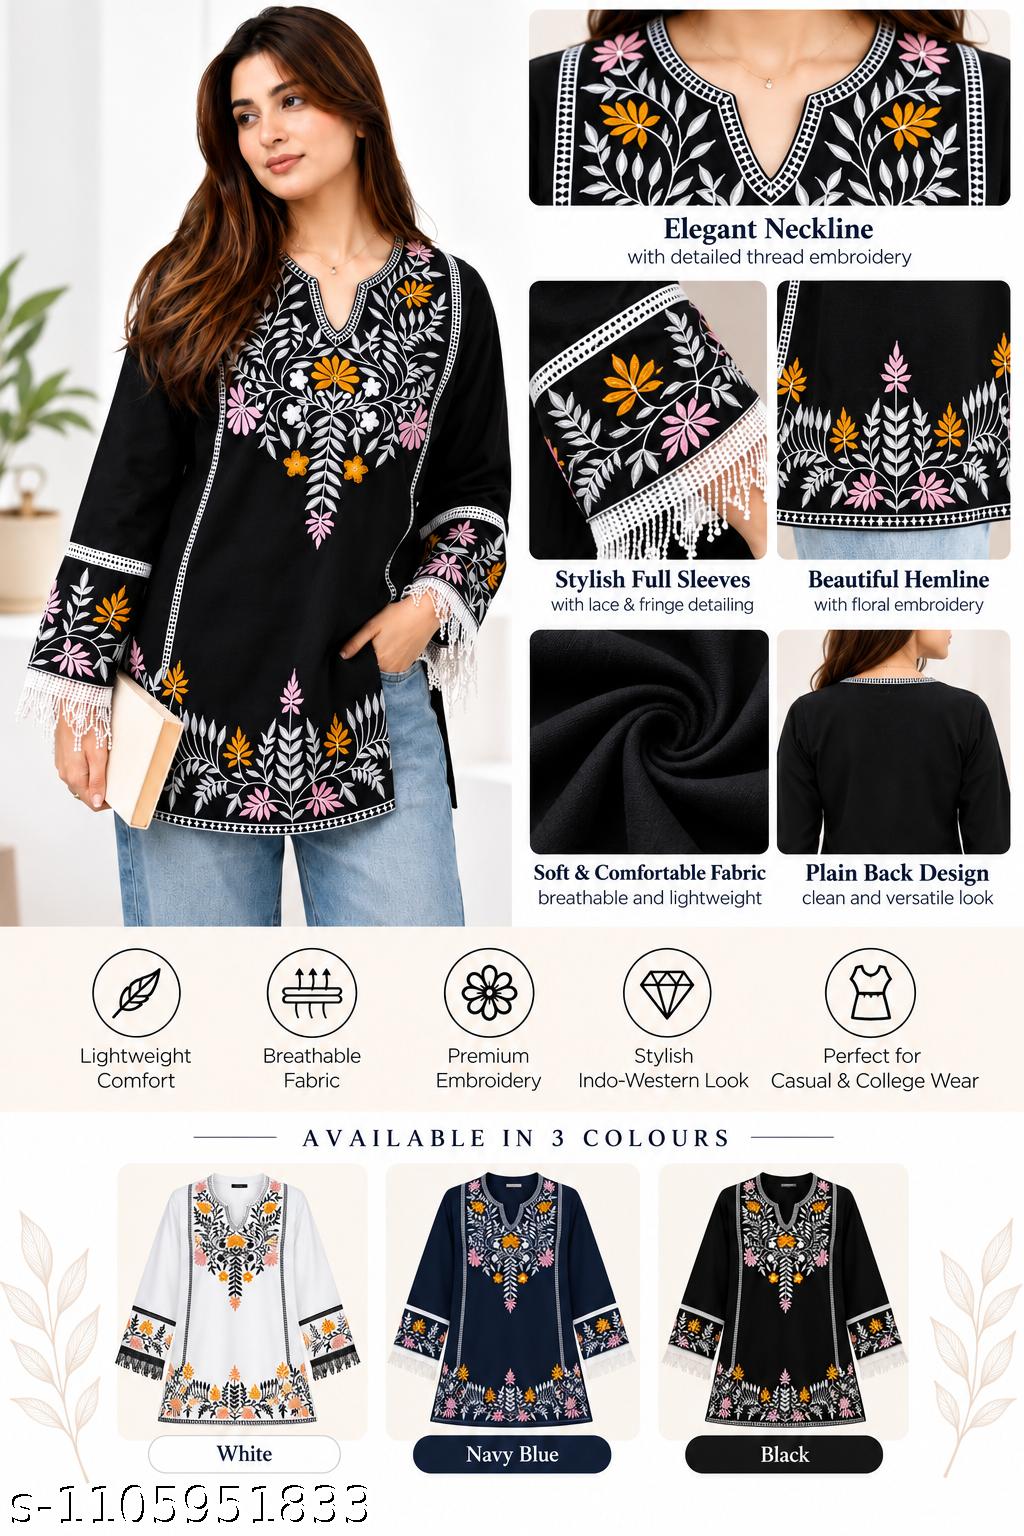 Elegant Neckline
with detailed thread embroidery
Stylish Full Sleeves
with lace & fringe detailing
Beautiful Hemline
with floral embroidery
Soft & Comfortable Fabric
breathable and lightweight
Plain Back Design
clean and versatile look
Lightweight
Comfort
Breathable
Fabric
Premium
Embroidery
Stylish
Indo-Western Look
Perfect for
Casual & College Wear
AVAILABLE IN 3 COLOURS
White
Navy Blue
Black
s-1105951833